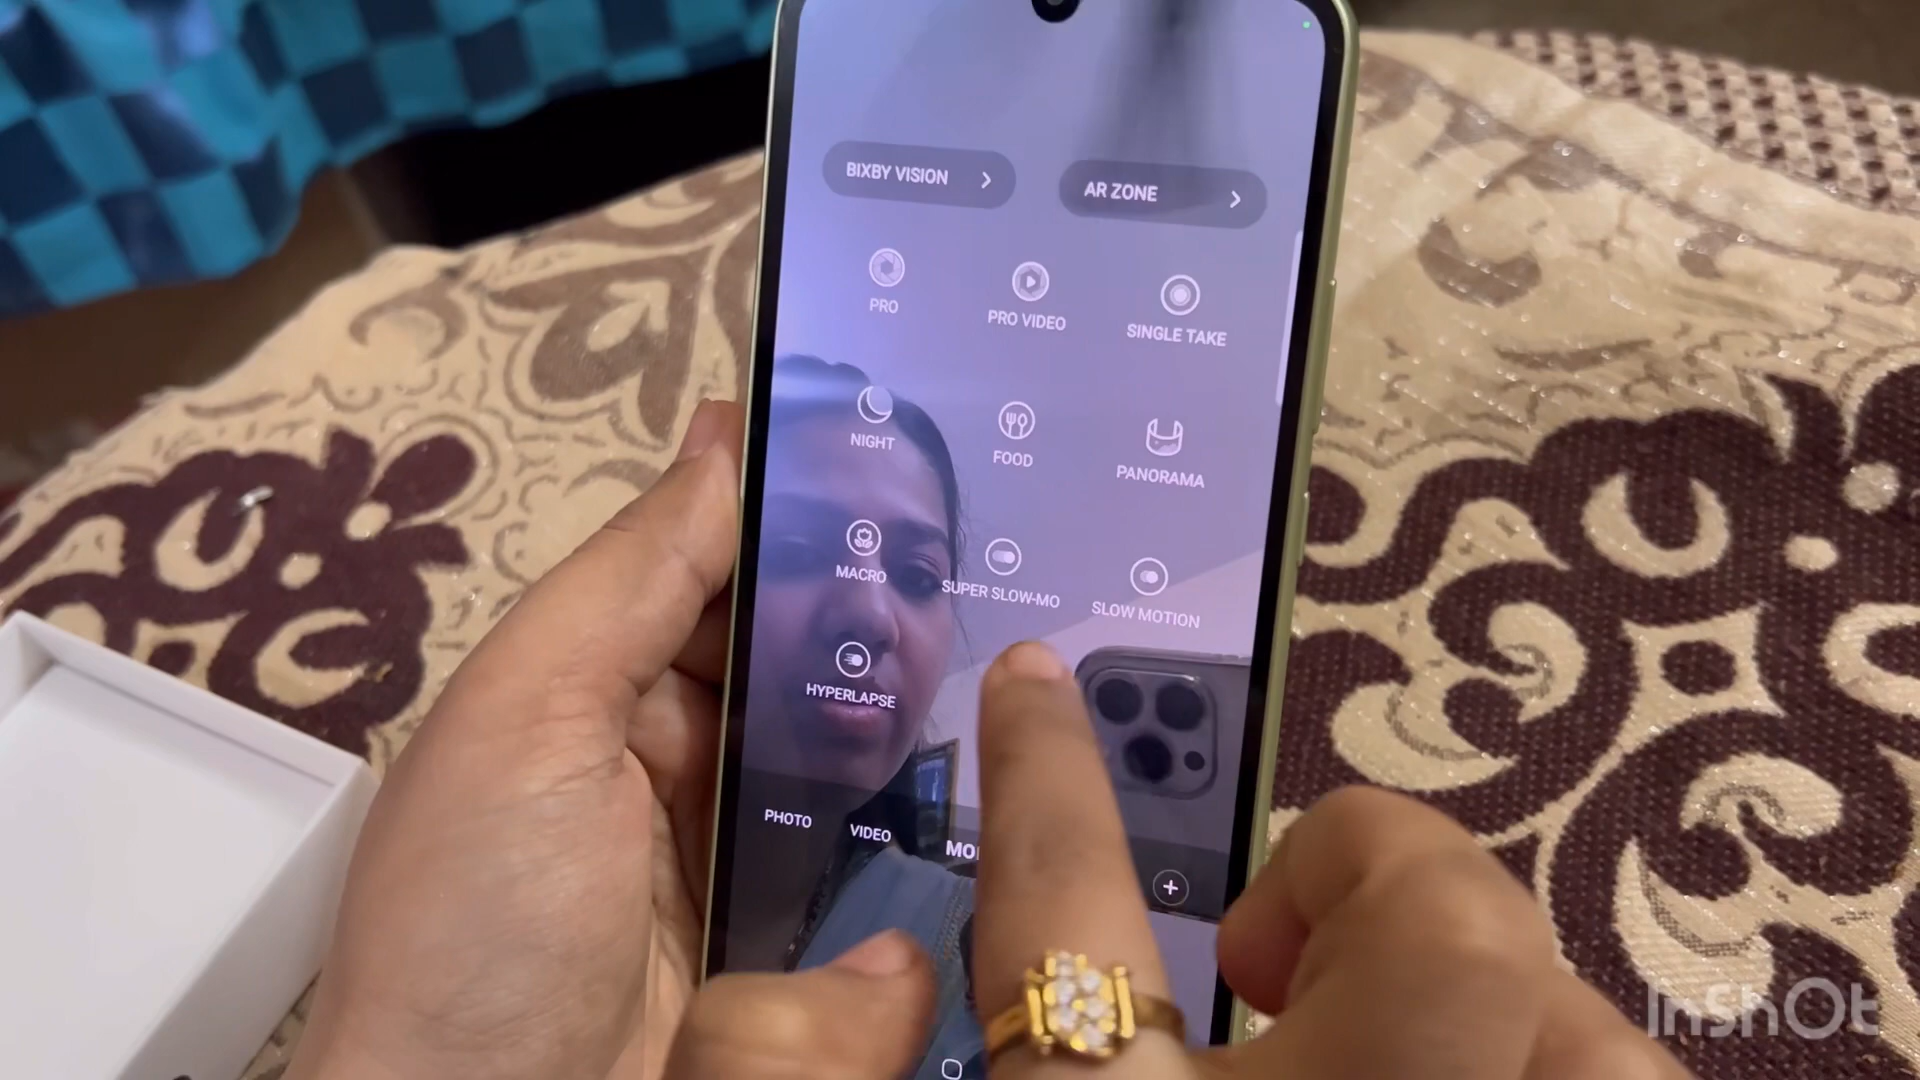 BIXBY VISION
AR ZONE
PRO
PRO VIDEO
SINGLE TAKE
NIGHT
FOOD
PANORAMA
MACRO
SUPER SLOW-MO
SLOW MOTION
HYPERLAPSE
PHOTO
VIDEO
MO
InShOt